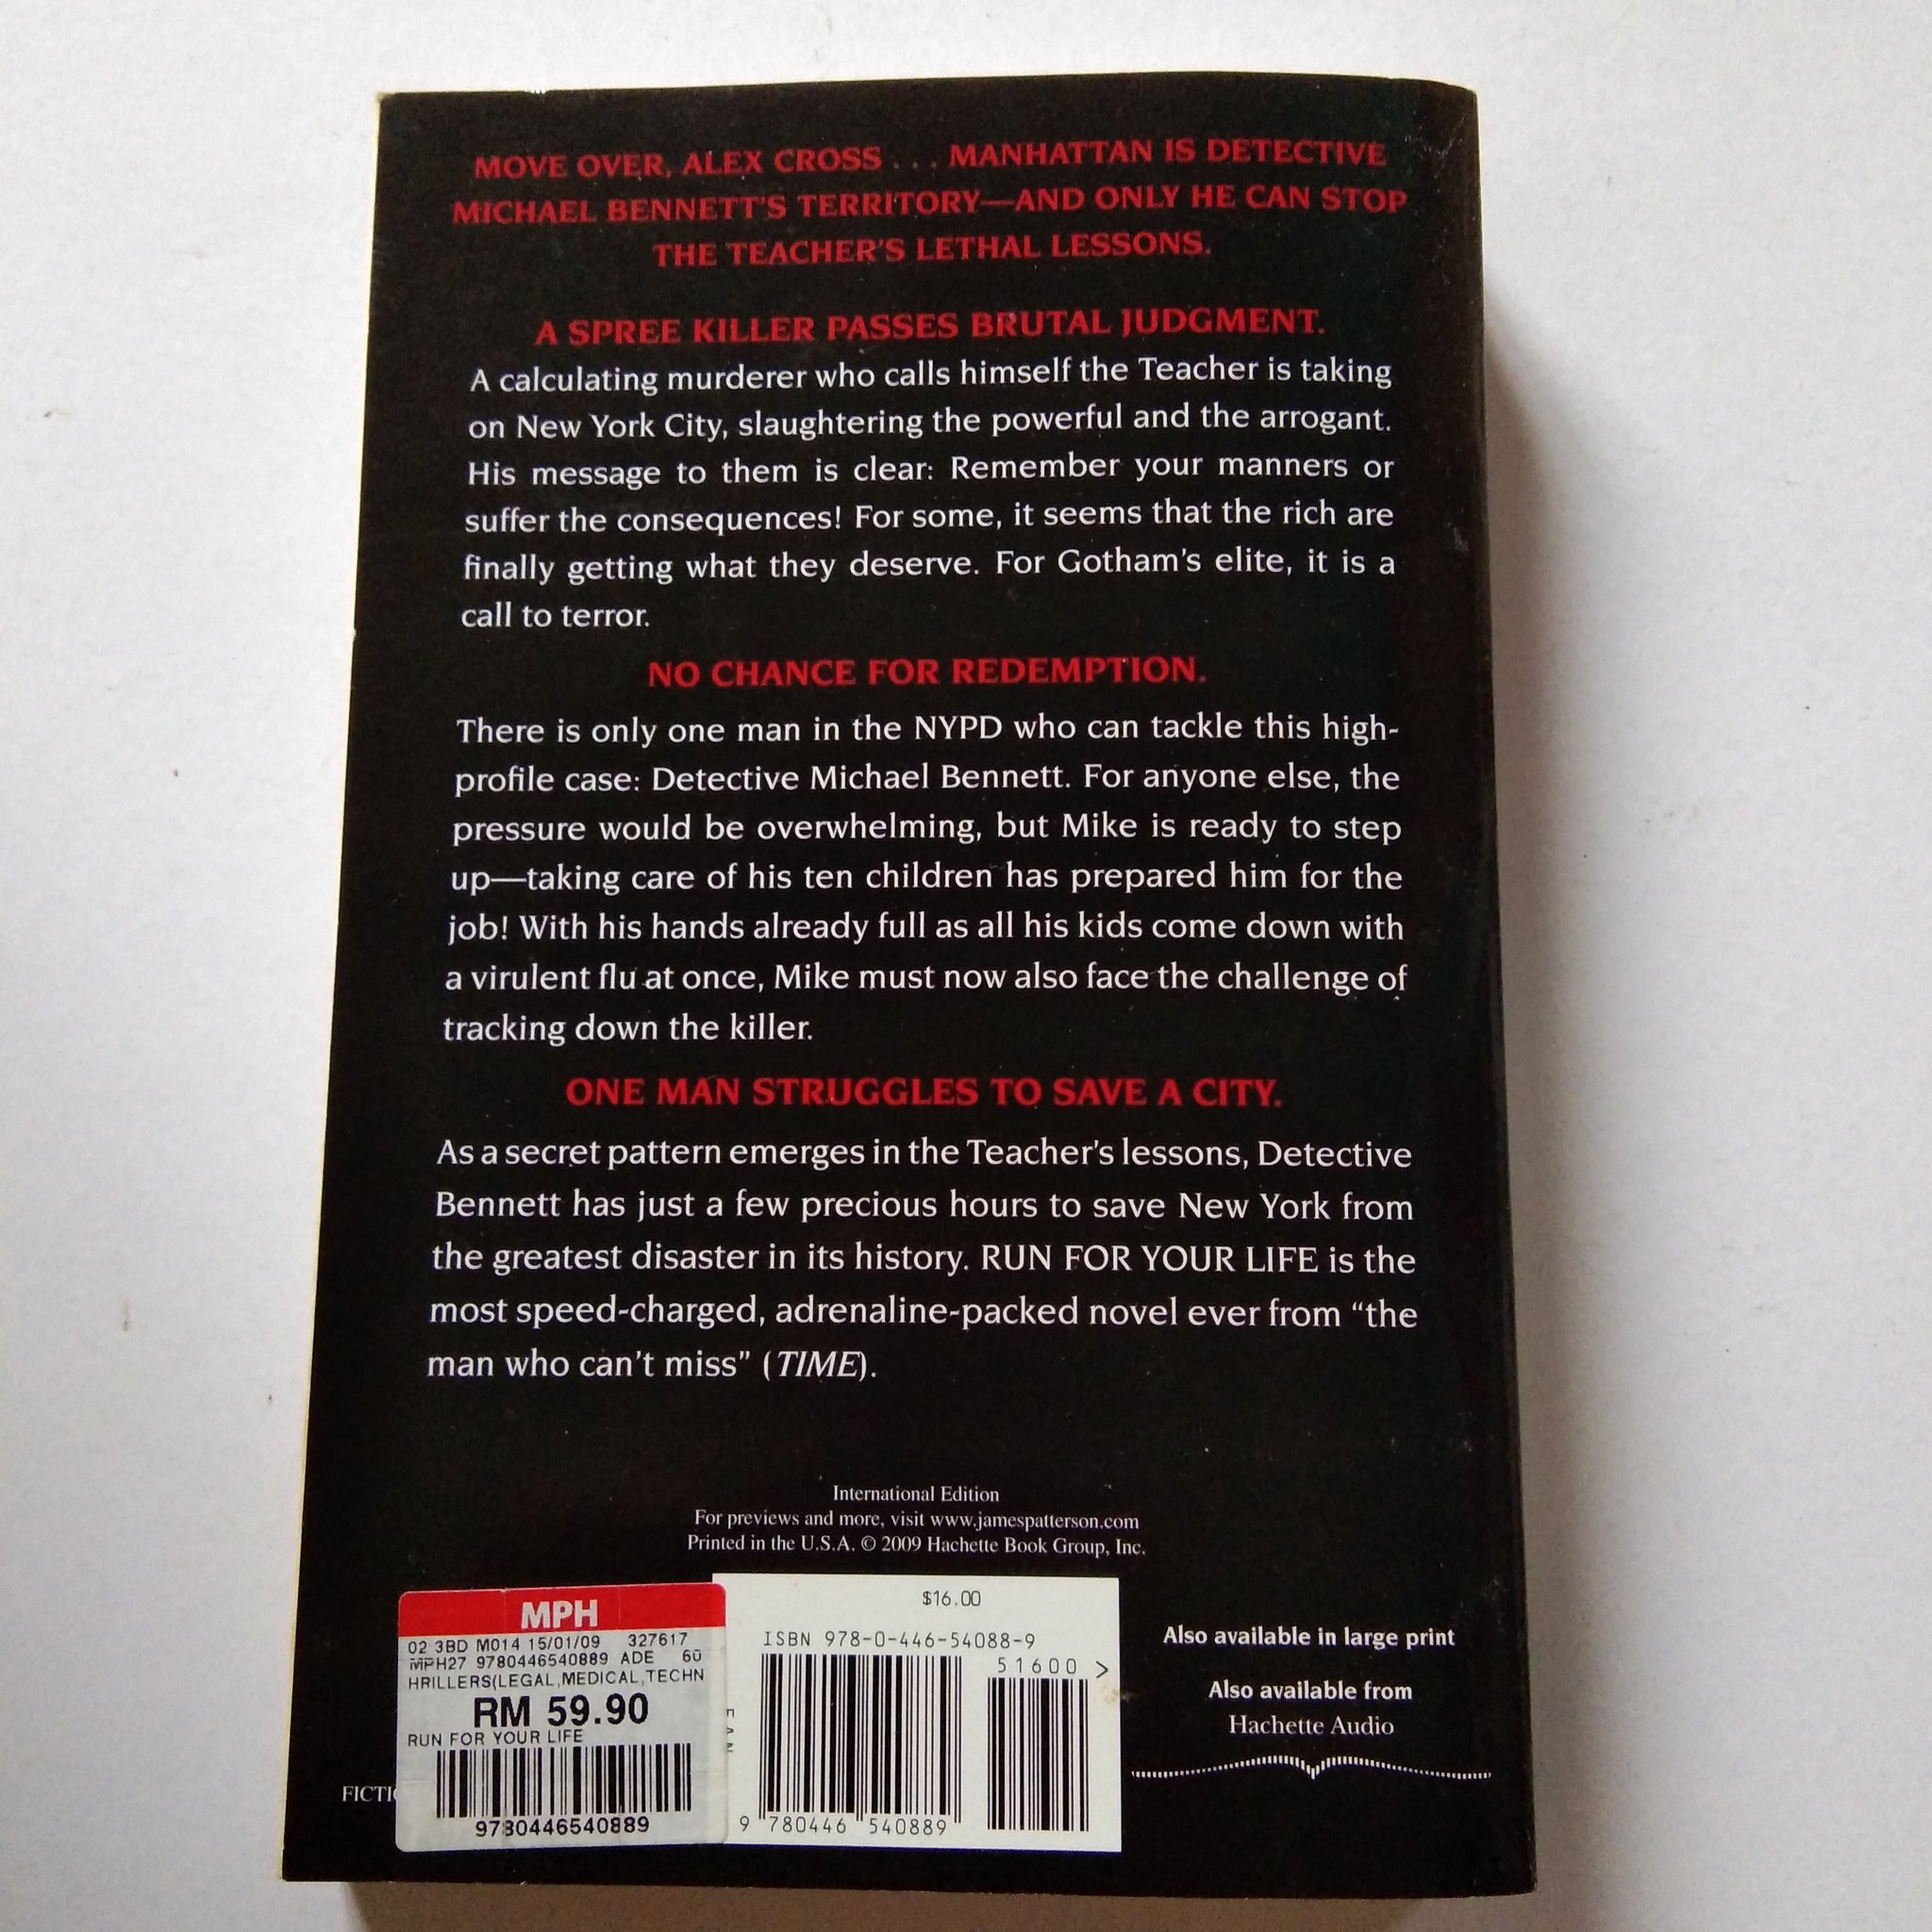 MOVE OVER, ALEX CROSS . . . MANHATTAN IS DETECTIVE
MICHAEL BENNETT'S TERRITORY—AND ONLY HE CAN STOP
THE TEACHER'S LETHAL LESSONS.
A SPREE KILLER PASSES BRUTAL JUDGMENT.
A calculating murderer who calls himself the Teacher is taking
on New York City, slaughtering the powerful and the arrogant.
His message to them is clear: Remember your manners or
suffer the consequences! For some, it seems that the rich are
finally getting what they deserve. For Gotham's elite, it is a
call to terror.
NO CHANCE FOR REDEMPTION.
There is only one man in the NYPD who can tackle this high-
profile case: Detective Michael Bennett. For anyone else, the
pressure would be overwhelming, but Mike is ready to step
up—taking care of his ten children has prepared him for the
job! With his hands already full as all his kids come down with
a virulent flu at once, Mike must now also face the challenge of
tracking down the killer.
ONE MAN STRUGGLES TO SAVE A CITY.
As a secret pattern emerges in the Teacher's lessons, Detective
Bennett has just a few precious hours to save New York from
the greatest disaster in its history. RUN FOR YOUR LIFE is the
most speed-charged, adrenaline-packed novel ever from “the
man who can't miss” (TIME).
International Edition
For previews and more, visit www.jamespatterson.com
Printed in the U.S.A. © 2009 Hachette Book Group, Inc.
MPH
02 3BD M014 15/01/09 327617
MPH27 9780446540889 ADE 60
HRILLERS(LEGAL,MEDICAL,TECHN
RM 59.90
RUN FOR YOUR LIFE
9780446540889
FICTI
$16.00
ISBN 978-0-446-54088-9
51600 >
EAN
9 780446 540889
Also available in large print
Also available from
Hachette Audio